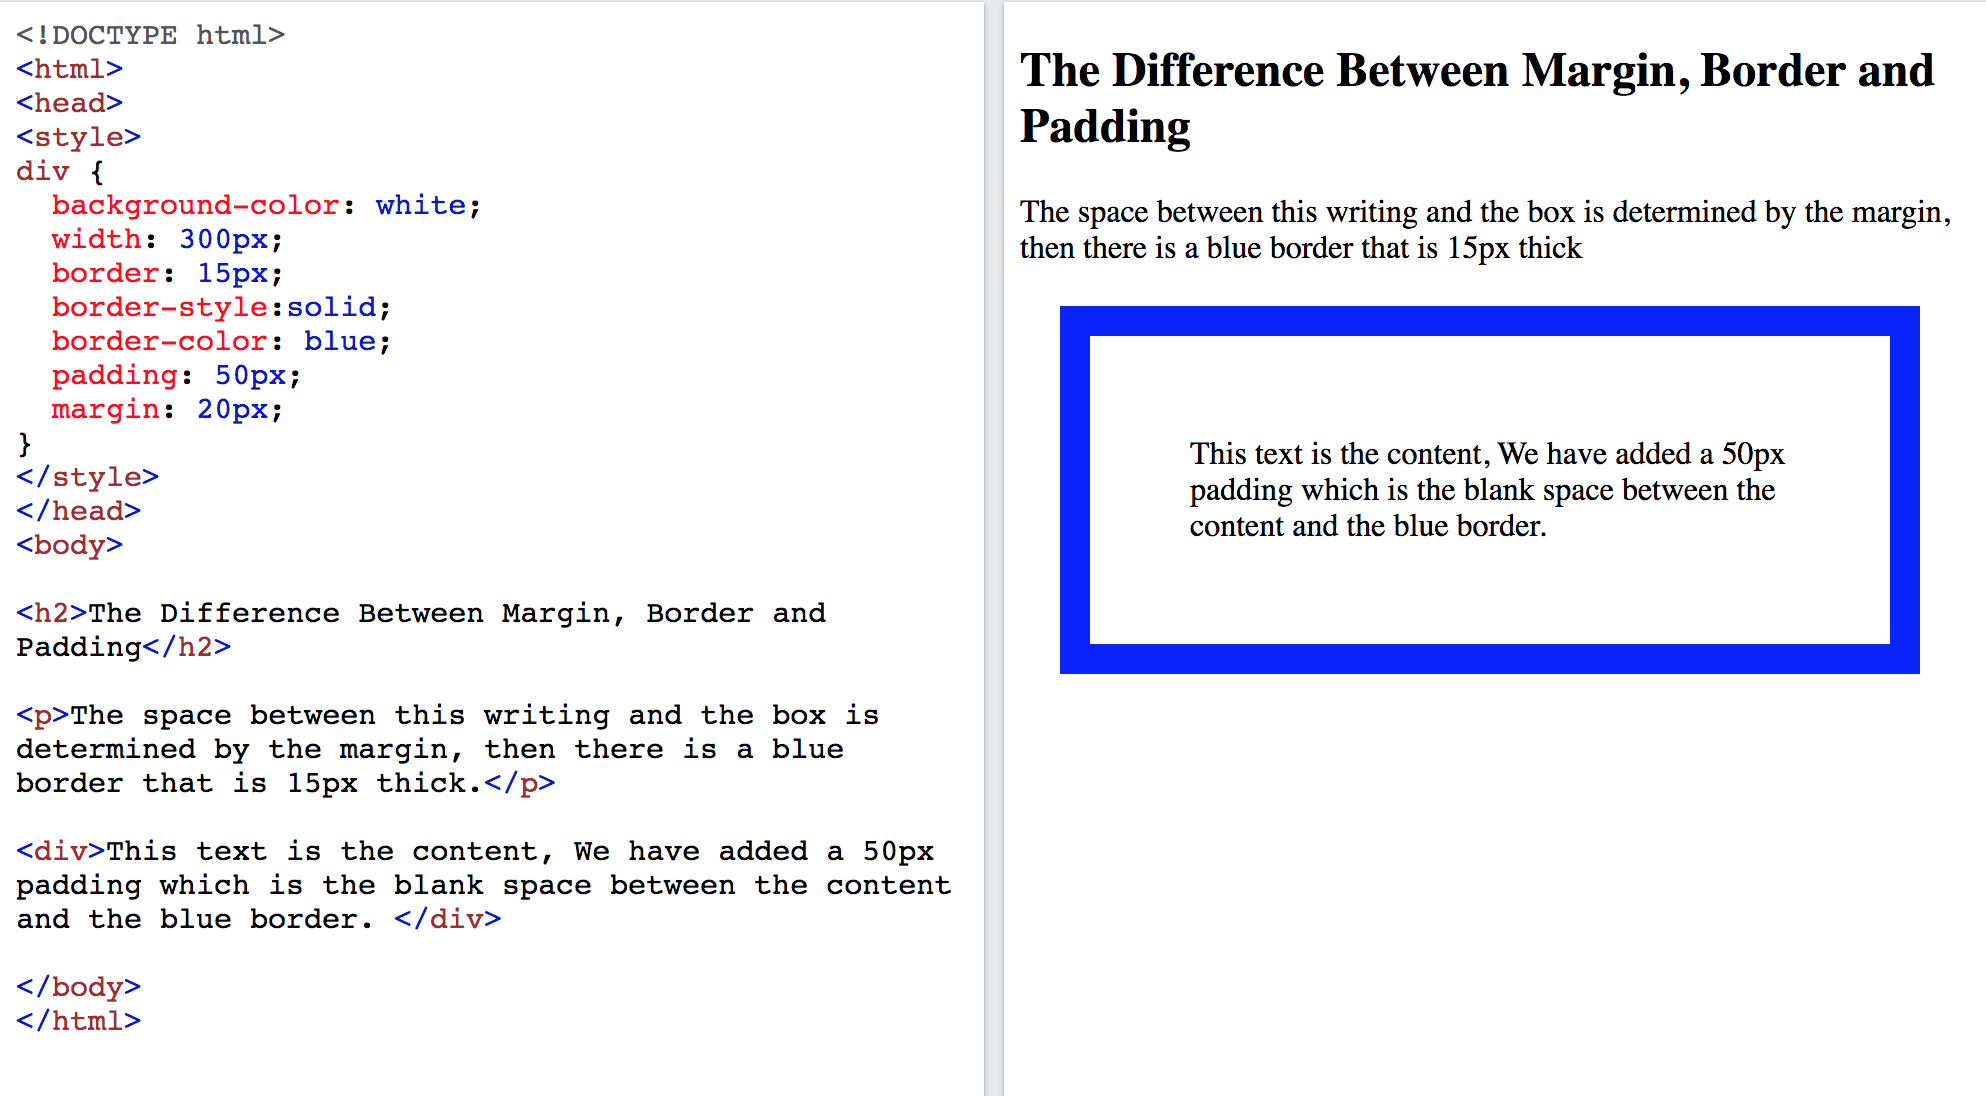 <!DOCTYPE html>
<html>
<head>
<style>
div {
  background-color: white;
  width: 300px;
  border: 15px;
  border-style:solid;
  border-color: blue;
  padding: 50px;
  margin: 20px;
}
</style>
</head>
<body>

<h2>The Difference Between Margin, Border and
Padding</h2>

<p>The space between this writing and the box is
determined by the margin, then there is a blue
border that is 15px thick.</p>

<div>This text is the content, We have added a 50px
padding which is the blank space between the content
and the blue border. </div>

</body>
</html>

The Difference Between Margin, Border and
Padding
The space between this writing and the box is determined by the margin,
then there is a blue border that is 15px thick
This text is the content, We have added a 50px
padding which is the blank space between the
content and the blue border.